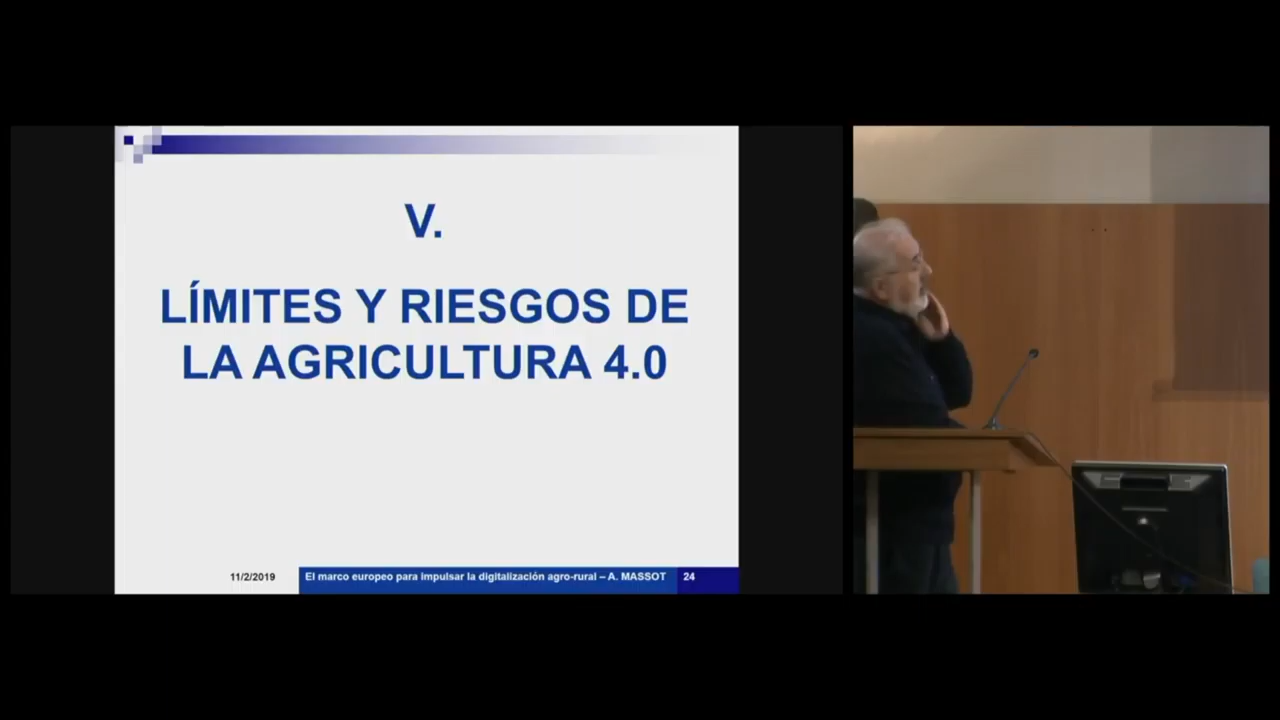 V.
LÍMITES Y RIESGOS DE
LA AGRICULTURA 4.0
11/2/2019
El marco europeo para impulsar la digitalización agro-rural – A. MASSOT
24